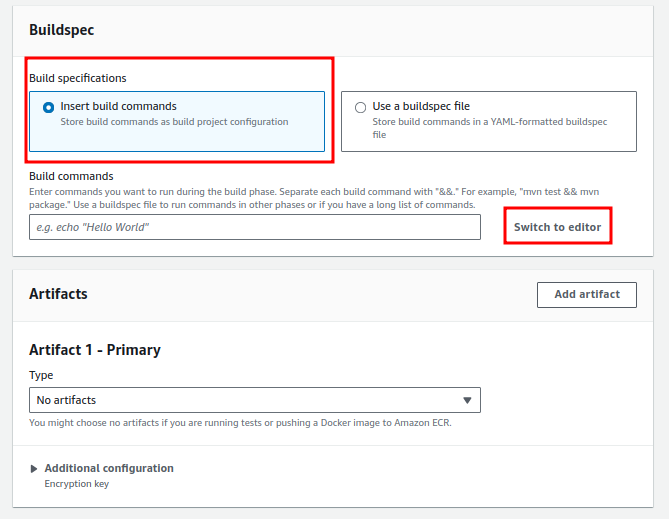 Buildspec
Build specifications
Insert build commands
Store build commands as build project configuration
Use a buildspec file
Store build commands in a YAML-formatted buildspec
file
Build commands
Enter commands you want to run during the build phase. Separate each build command with "&&." For example, "mvn test && mvn
package." Use a buildspec file to run commands in other phases or if you have a long list of commands.
e.g. echo "Hello World"
Switch to editor
Artifacts
Add artifact
Artifact 1 - Primary
Type
No artifacts
You might choose no artifacts if you are running tests or pushing a Docker image to Amazon ECR.
Additional configuration
Encryption key